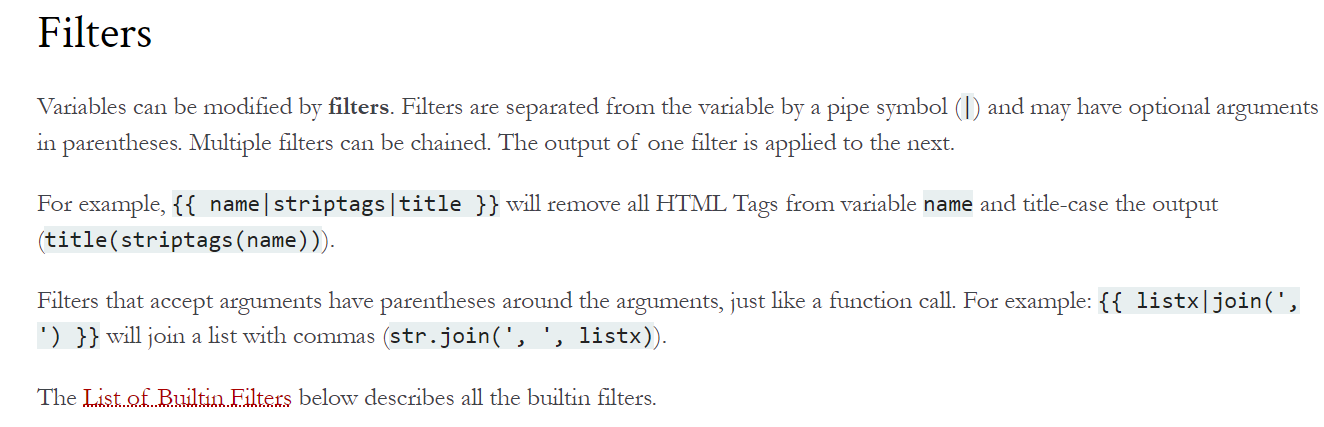 Filters
Variables can be modified by filters. Filters are separated from the variable by a pipe symbol (|) and may have optional arguments
in parentheses. Multiple filters can be chained. The output of one filter is applied to the next.
For example, {{ name|striptags|title }} will remove all HTML Tags from variable name and title-case the output
(title(striptags(name))).
Filters that accept arguments have parentheses around the arguments, just like a function call. For example: {{ listx|join(',
') }} will join a list with commas (str.join(', ', listx)).
The List of Builtin Filters below describes all the builtin filters.